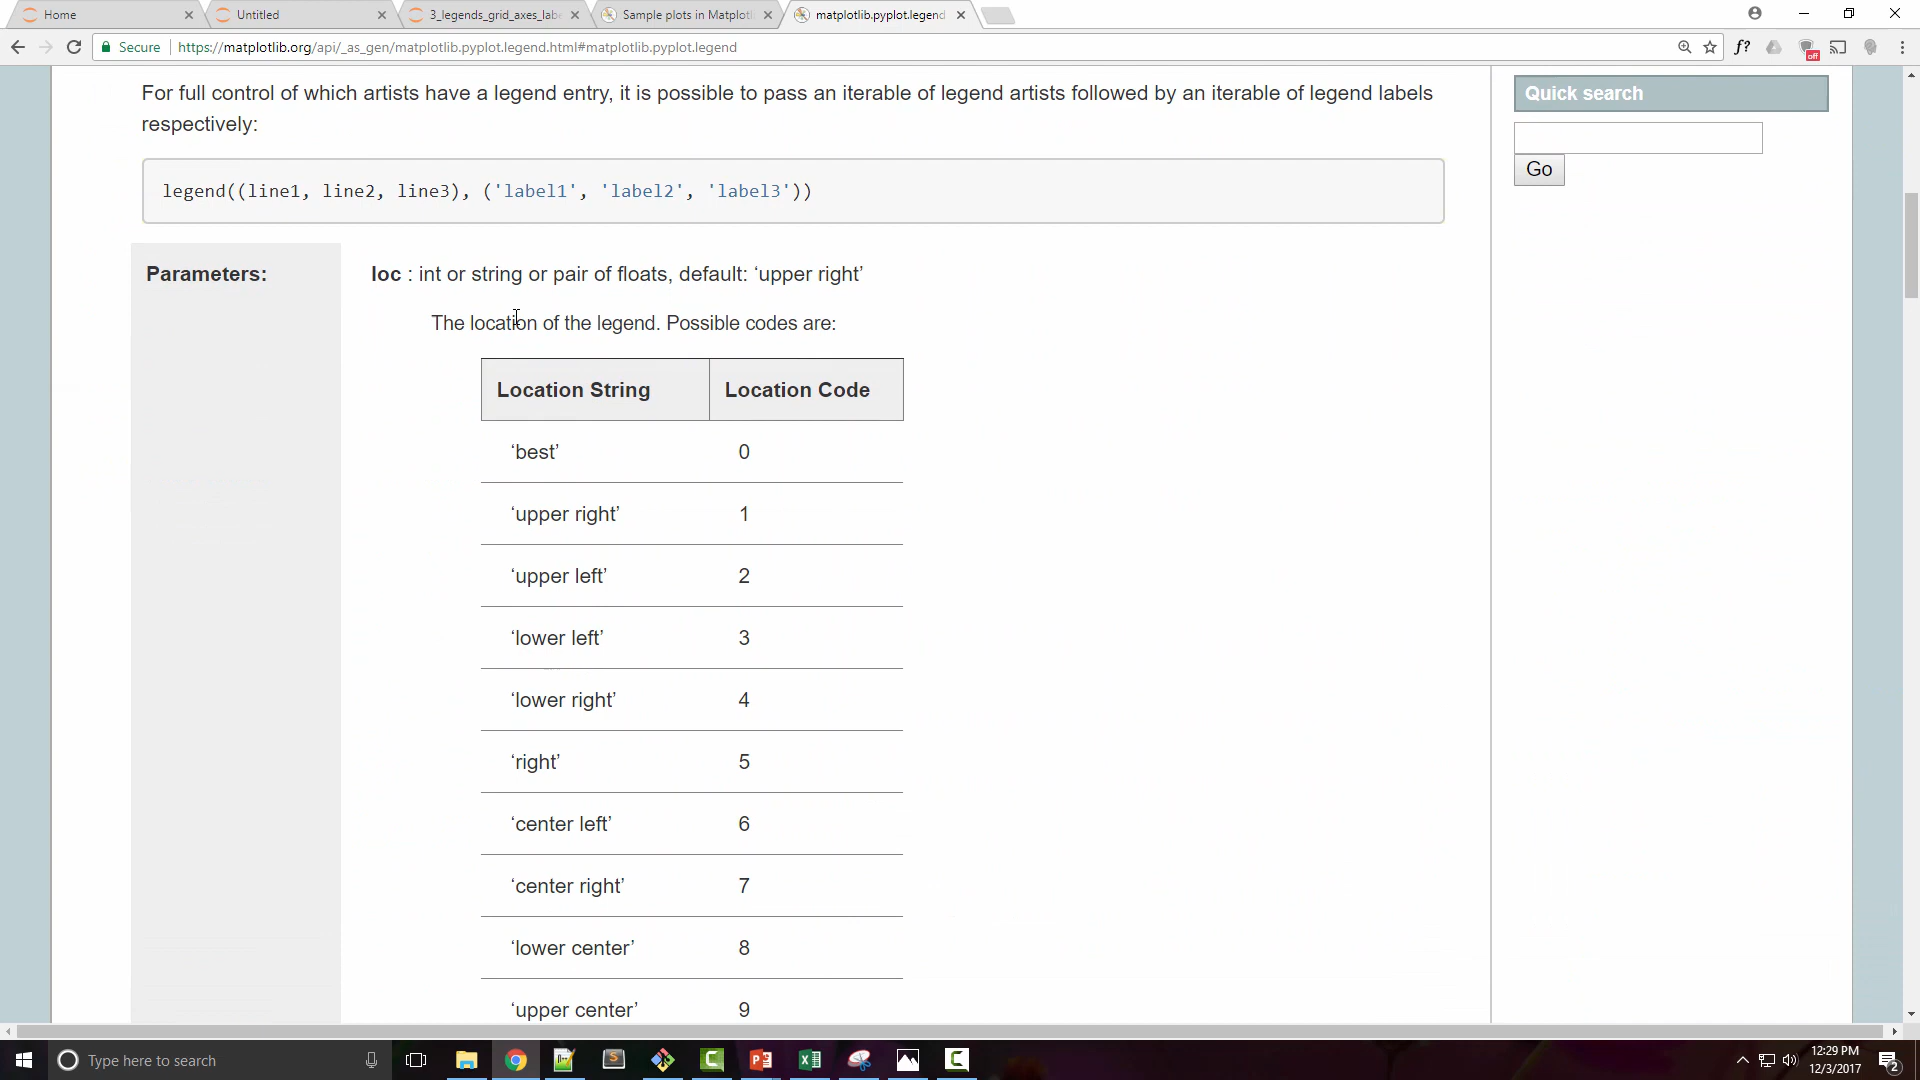 Home
Untitled
3_legends_grid_axes_labe
Sample plots in Matplotl
matplotlib.pyplot.legend
Secure
https://matplotlib.org/api/_as_gen/matplotlib.pyplot.legend.html#matplotlib.pyplot.legend
f?
off
For full control of which artists have a legend entry, it is possible to pass an iterable of legend artists followed by an iterable of legend labels
respectively:
Quick search
Go
legend((line1, line2, line3), ('label1', 'label2', 'label3'))
Parameters:
loc : int or string or pair of floats, default: ‘upper right’
The location of the legend. Possible codes are:
Location String Location Code
‘best’ 0
‘upper right’ 1
‘upper left’ 2
‘lower left’ 3
‘lower right’ 4
‘right’ 5
‘center left’ 6
‘center right’ 7
‘lower center’ 8
‘upper center’ 9
Type here to search
12:29 PM
12/3/2017
2